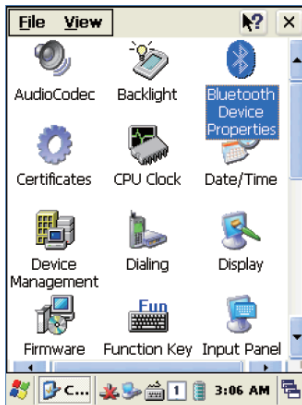 File View
?
AudioCodec Backlight Bluetooth
Device
Properties
Certificates CPU Clock Date/Time
Device Dialing Display
Management
Fun
Firmware Function Key Input Panel
C... 1 3:06 AM